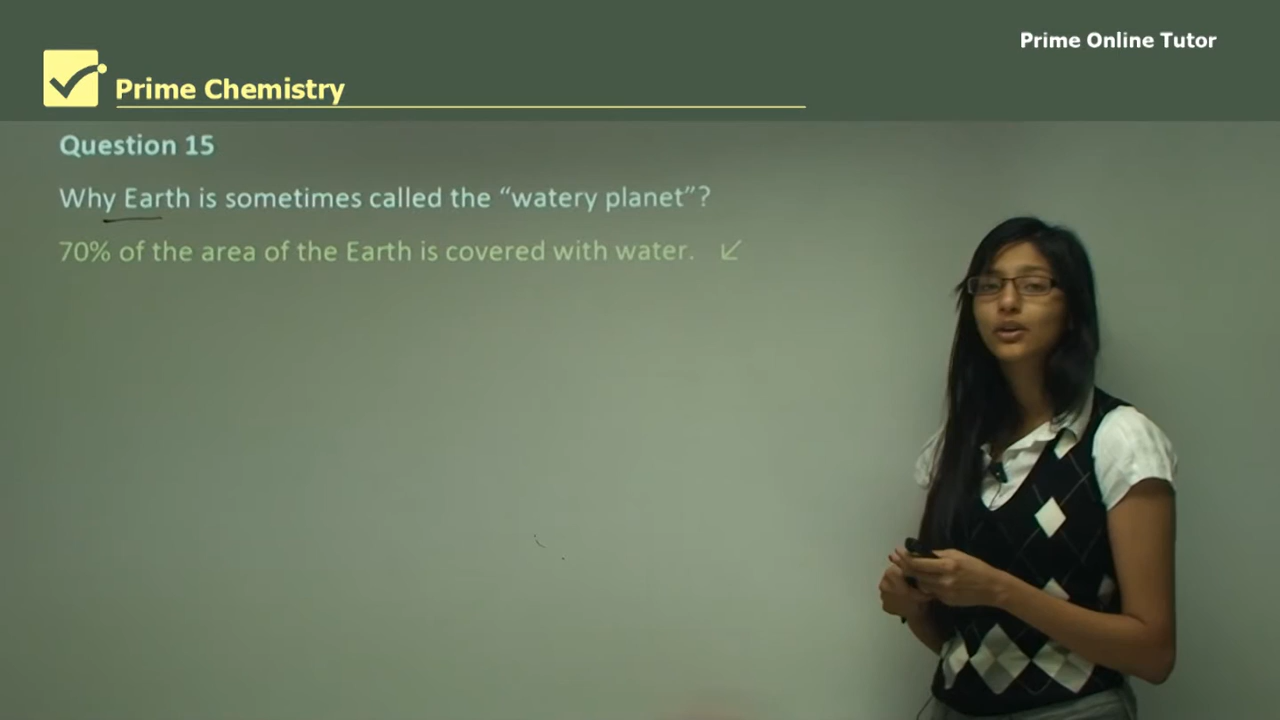 Prime Online Tutor
Prime Chemistry
Question 15
Why Earth is sometimes called the “watery planet”?
70% of the area of the Earth is covered with water.